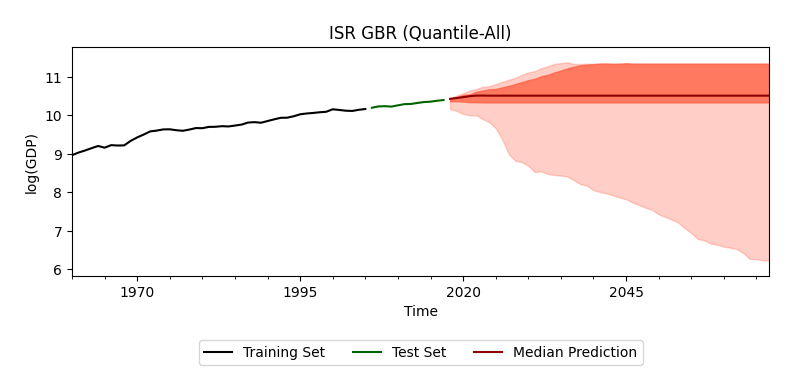 ISR GBR (Quantile-All)
log(GDP)
11
10
9
8
7
6
1970
1995
2020
2045
Time
Training Set
Test Set
Median Prediction